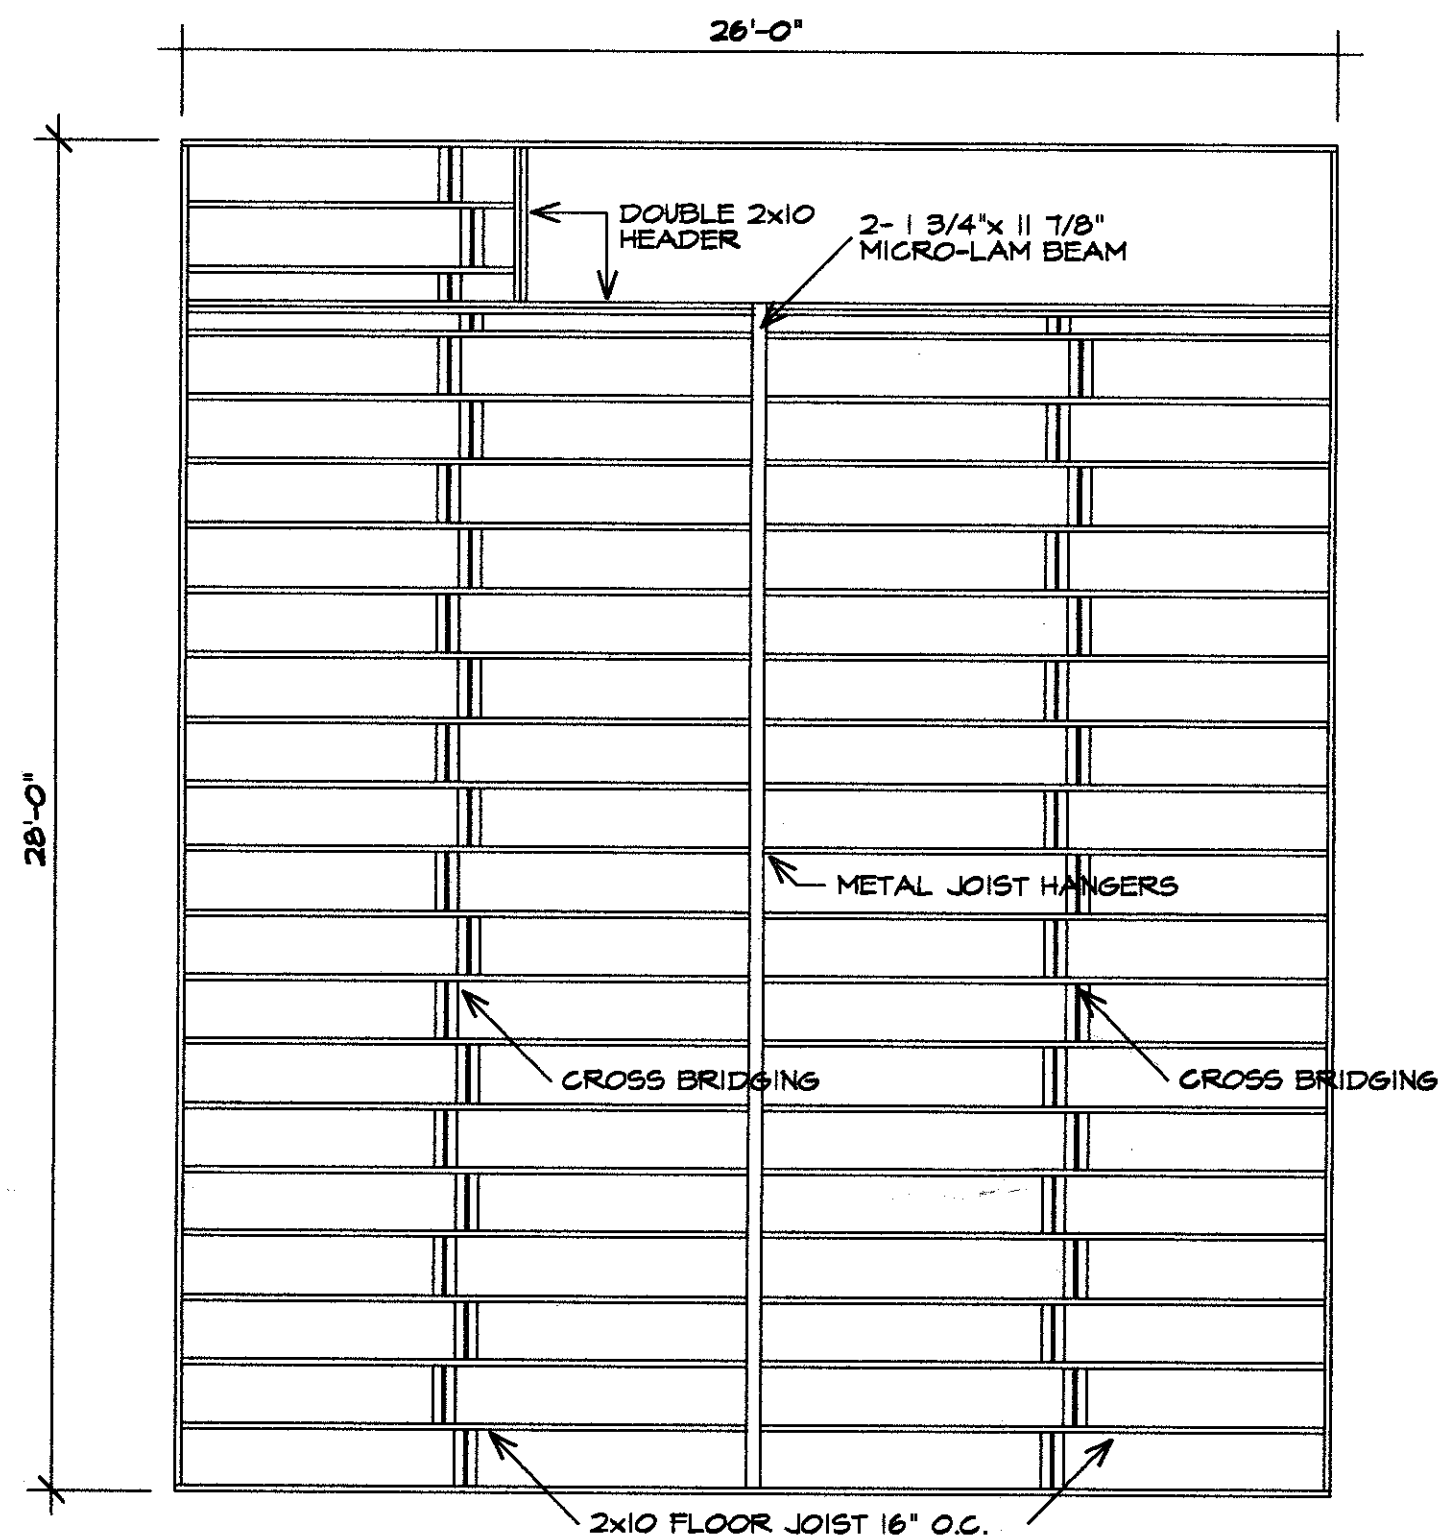 26'-0"
DOUBLE 2x10
HEADER
2- 1 3/4"x 11 7/8"
MICRO-LAM BEAM
28'-0"
METAL JOIST HANGERS
CROSS BRIDGING
CROSS BRIDGING
2x10 FLOOR JOIST 16" O.C.